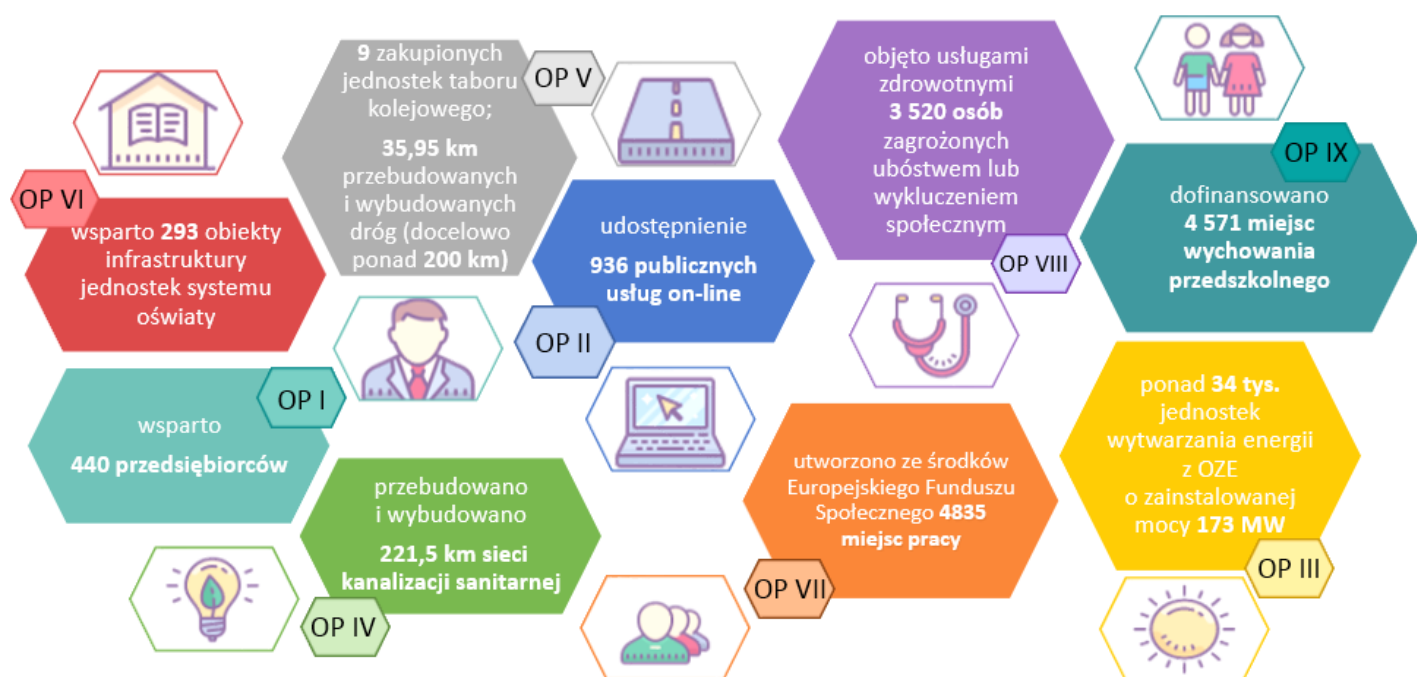 OP VI
wsparto 293 obiekty
infrastruktury
jednostek systemu
oświaty
9 zakupionych
jednostek taboru
kolejowego;
35,95 km
przebudowanych
i wybudowanych
dróg (docelowo
ponad 200 km)
OP V
udostępnienie
936 publicznych
usług on-line
OP II
objęto usługami
zdrowotnymi
3 520 osób
zagrożonych
ubóstwem lub
wykluczeniem
społecznym
OP VIII
OP IX
dofinansowano
4 571 miejsc
wychowania
przedszkolnego
OP I
wsparto
440 przedsiębiorców
przebudowano
i wybudowano
221,5 km sieci
kanalizacji sanitarnej
OP IV
utworzono ze środków
Europejskiego Funduszu
Społecznego 4835
miejsc pracy
OP VII
ponad 34 tys.
jednostek
wytwarzania energii
z OZE
o zainstalowanej
mocy 173 MW
OP III